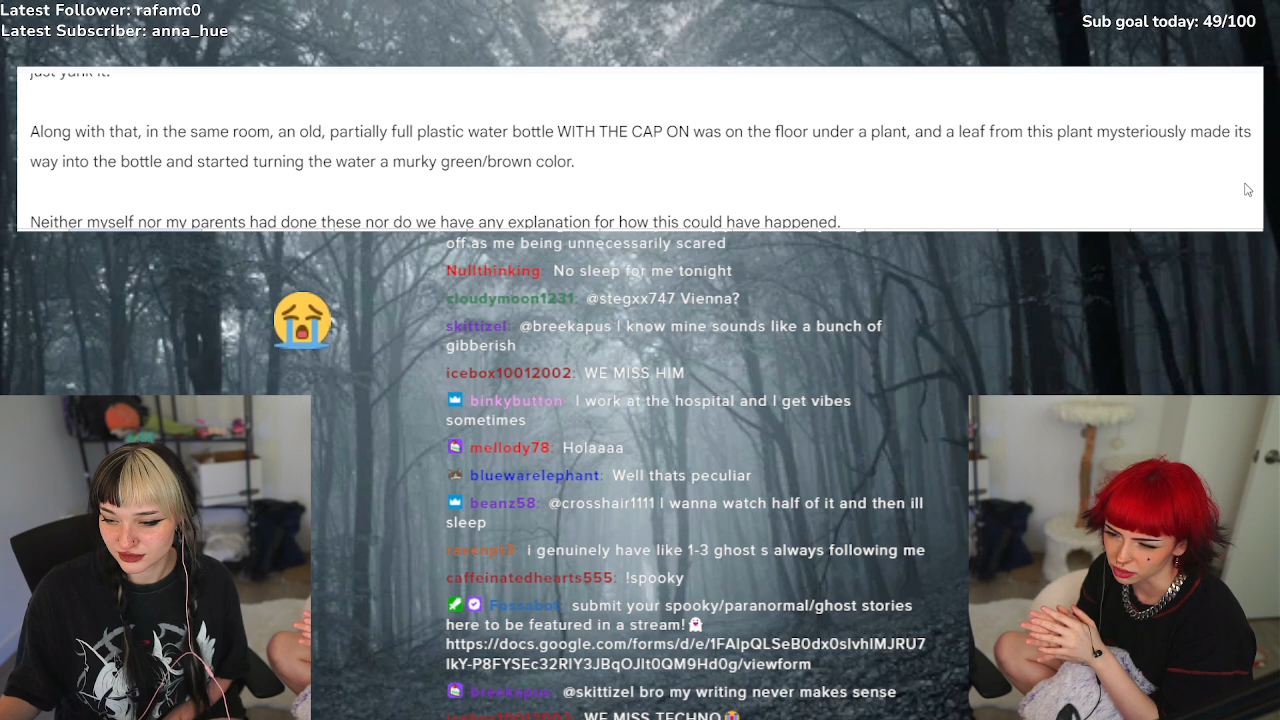 Latest Follower: rafamc0
Latest Subscriber: anna_hue
Sub goal today: 49/100
just yank it.
Along with that, in the same room, an old, partially full plastic water bottle WITH THE CAP ON was on the floor under a plant, and a leaf from this plant mysteriously made its
way into the bottle and started turning the water a murky green/brown color.
Neither myself nor my parents had done these nor do we have any explanation for how this could have happened.
off as me being unnecessarily scared
Nullthinking: No sleep for me tonight
cloudymoon1231: @stegxx747 Vienna?
skittizel: @breekapus I know mine sounds like a bunch of
gibberish
icebox10012002: WE MISS HIM
binkybutton: I work at the hospital and I get vibes
sometimes
mellody78: Holaaaa
bluewarelephant: Well thats peculiar
beanz58: @crosshair1111 I wanna watch half of it and then ill
sleep
i genuinely have like 1-3 ghost s always following me
caffeinatedhearts555: !spooky
Fossabot: submit your spooky/paranormal/ghost stories
here to be featured in a stream!
https://docs.google.com/forms/d/e/1FAIpQLSeB0dx0slvhIMJRU7
IkY-P8FYSEc32RlY3JBqOJIt0QM9Hd0g/viewform
breekapus: @skittizel bro my writing never makes sense
icebox10012002: WE MISS TECHNO